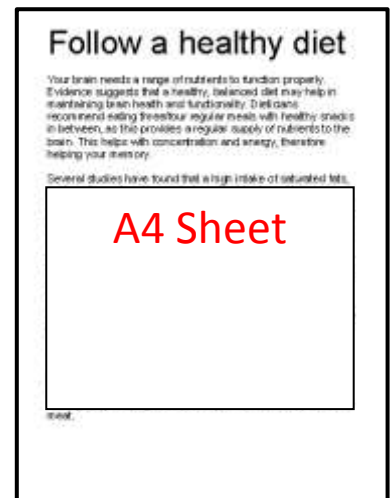 Follow a healthy diet
Your brain needs a range of nutrients to function properly.
Evidence suggests that a healthy, balanced diet may help in
maintaining brain health and functionality. Dieticians
recommend eating three/four regular meals with healthy snacks
in between, as this provides a regular supply of nutrients to the
brain. This helps with concentration and energy, therefore
helping your memory.
Several studies have found that a high intake of saturated fats,
A4 Sheet
meat.